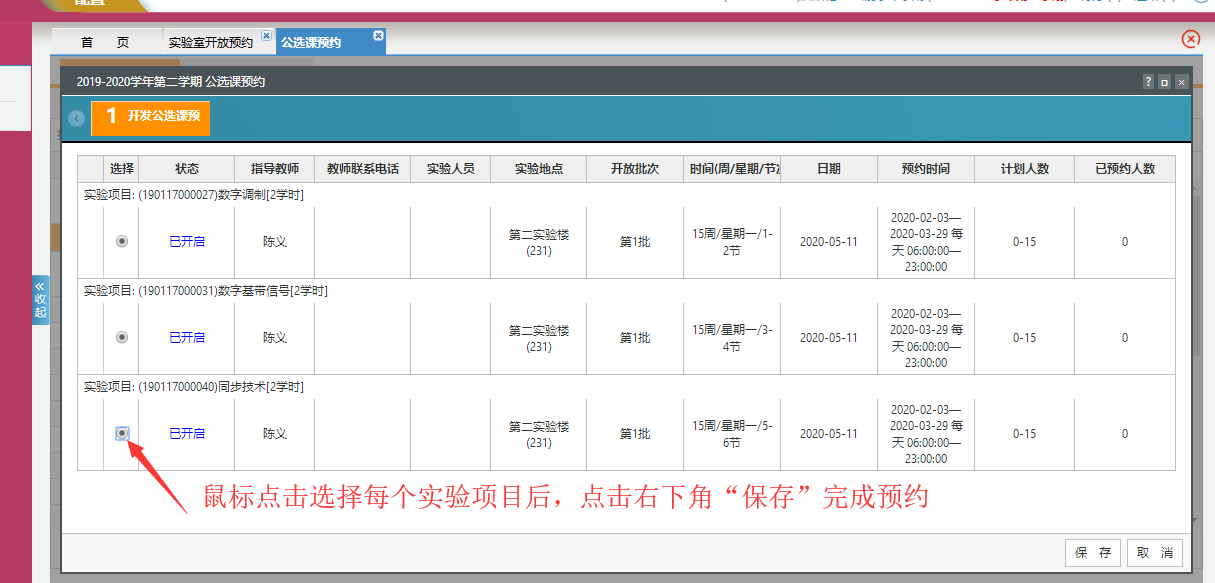 配置
首 页
实验室开放预约
公选课预约
2019-2020学年第二学期 公选课预约
1 开发公选课预
收起
选择 状态 指导教师 教师联系电话 实验人员 实验地点 开放批次 时间(周/星期/节 日期 预约时间 计划人数 已预约人数
实验项目: (190117000027)数字调制[2学时]
已开启 陈义 第二实验楼(231) 第1批 15周/星期一/1-2节 2020-05-11 2020-02-03—2020-03-29 每天 06:00:00—23:00:00 0-15 0
实验项目: (190117000031)数字基带信号[2学时]
已开启 陈义 第二实验楼(231) 第1批 15周/星期一/3-4节 2020-05-11 2020-02-03—2020-03-29 每天 06:00:00—23:00:00 0-15 0
实验项目: (190117000040)同步技术[2学时]
已开启 陈义 第二实验楼(231) 第1批 15周/星期一/5-6节 2020-05-11 2020-02-03—2020-03-29 每天 06:00:00—23:00:00 0-15 0
鼠标点击选择每个实验项目后，点击右下角“保存”完成预约
保 存
取 消